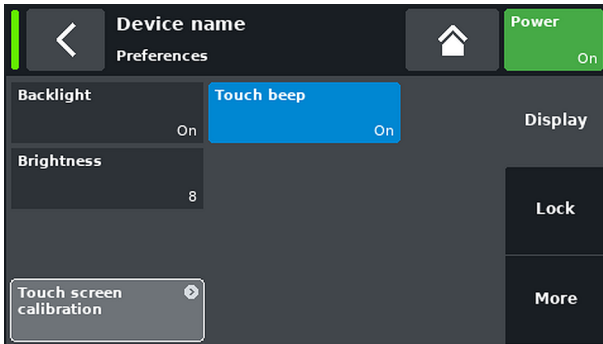 Device name
Preferences
Power
On
Backlight
On
Touch beep
On
Display
Brightness
8
Lock
Touch screen
calibration
More